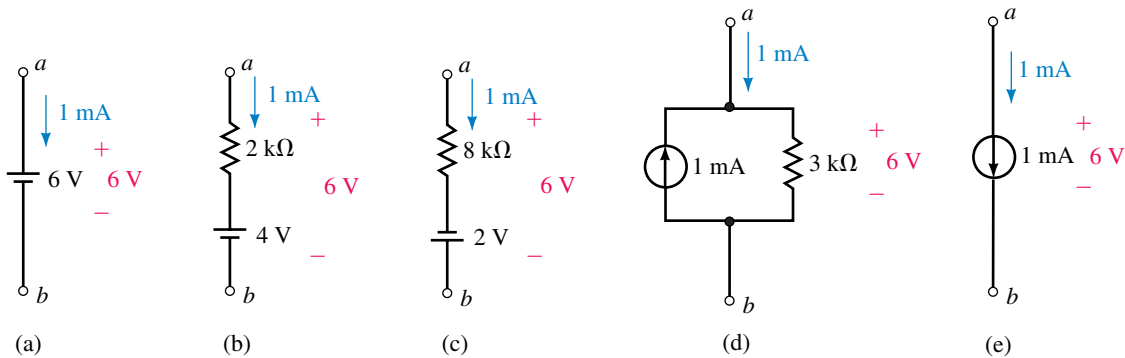 a
1 mA
+
6 V 6 V
−
b
(a)
a
1 mA
+
2 kΩ
6 V
4 V
−
b
(b)
a
1 mA
+
8 kΩ
6 V
2 V
−
b
(c)
a
1 mA
+
1 mA 3 kΩ 6 V
−
b
(d)
a
1 mA
+
1 mA 6 V
−
b
(e)